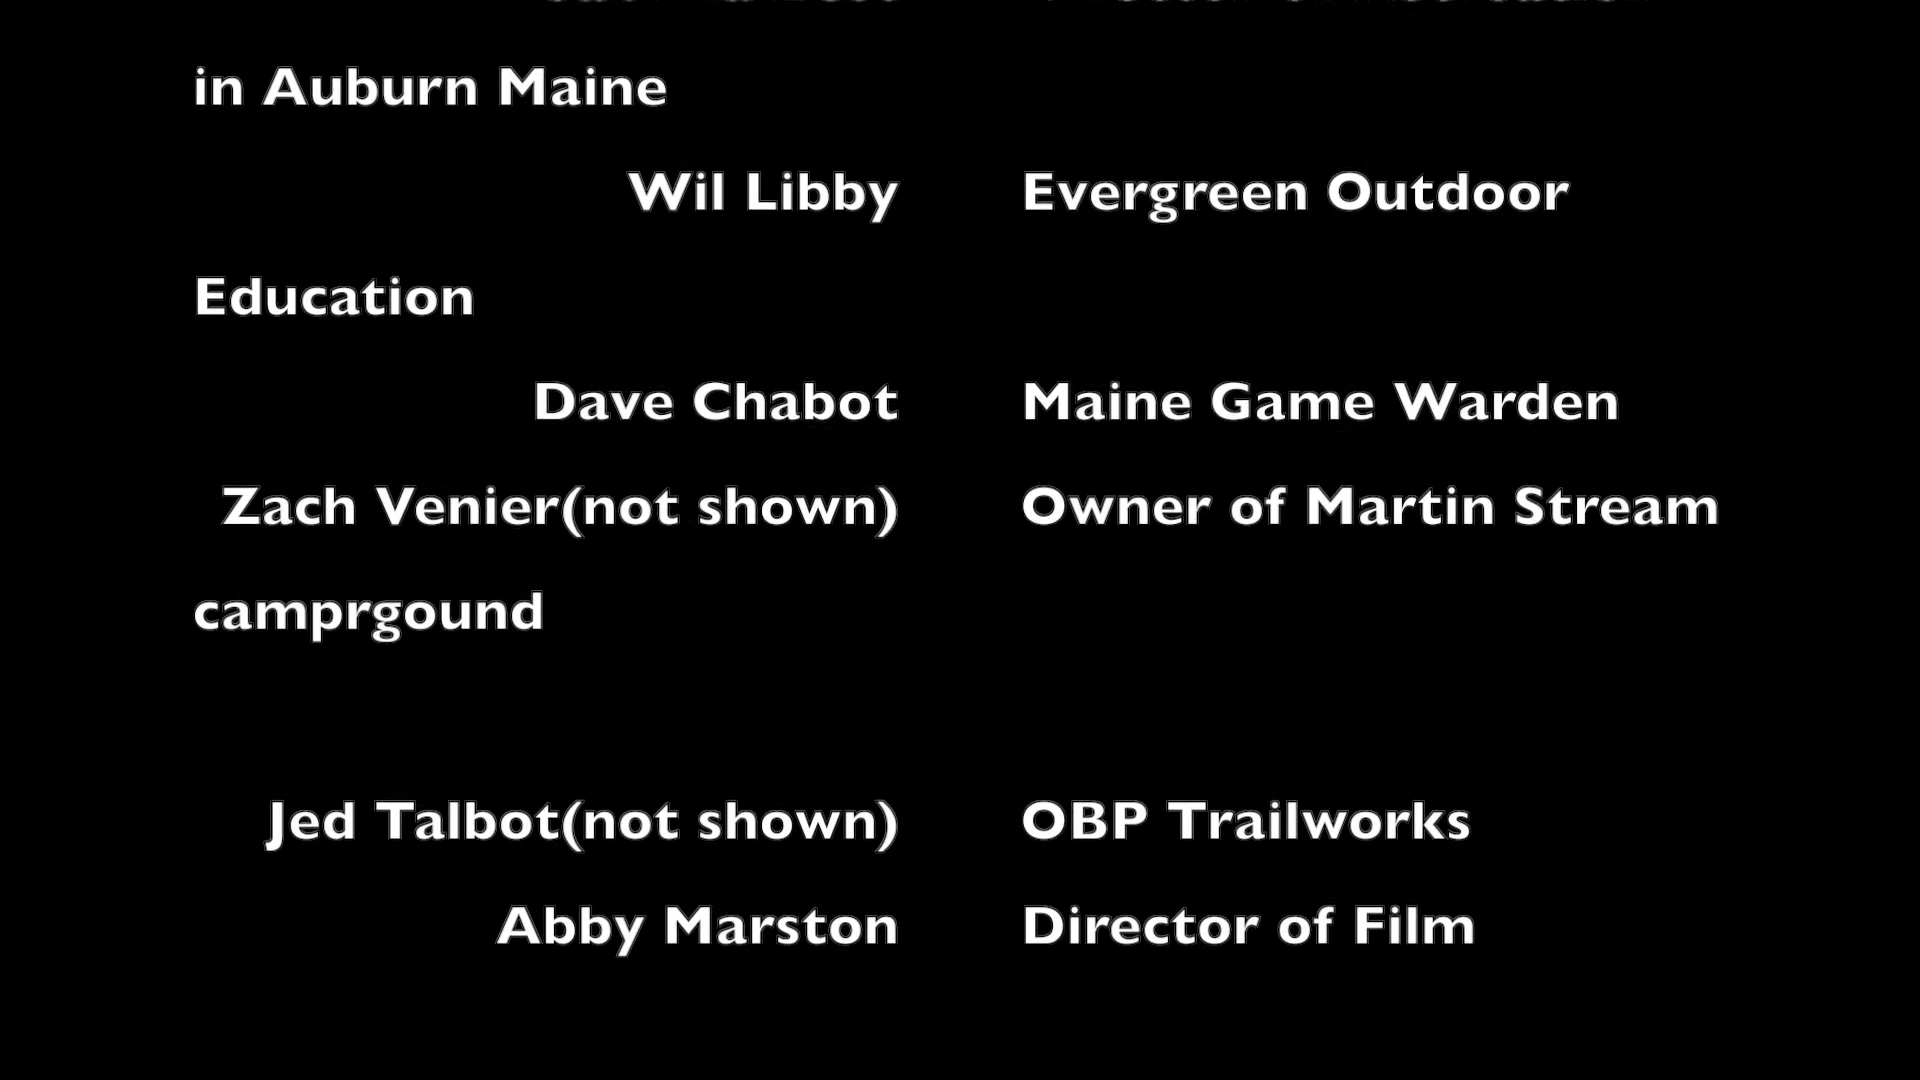 in Auburn Maine
Wil Libby Evergreen Outdoor
Education
Dave Chabot Maine Game Warden
Zach Venier(not shown) Owner of Martin Stream
camprgound
Jed Talbot(not shown) OBP Trailworks
Abby Marston Director of Film